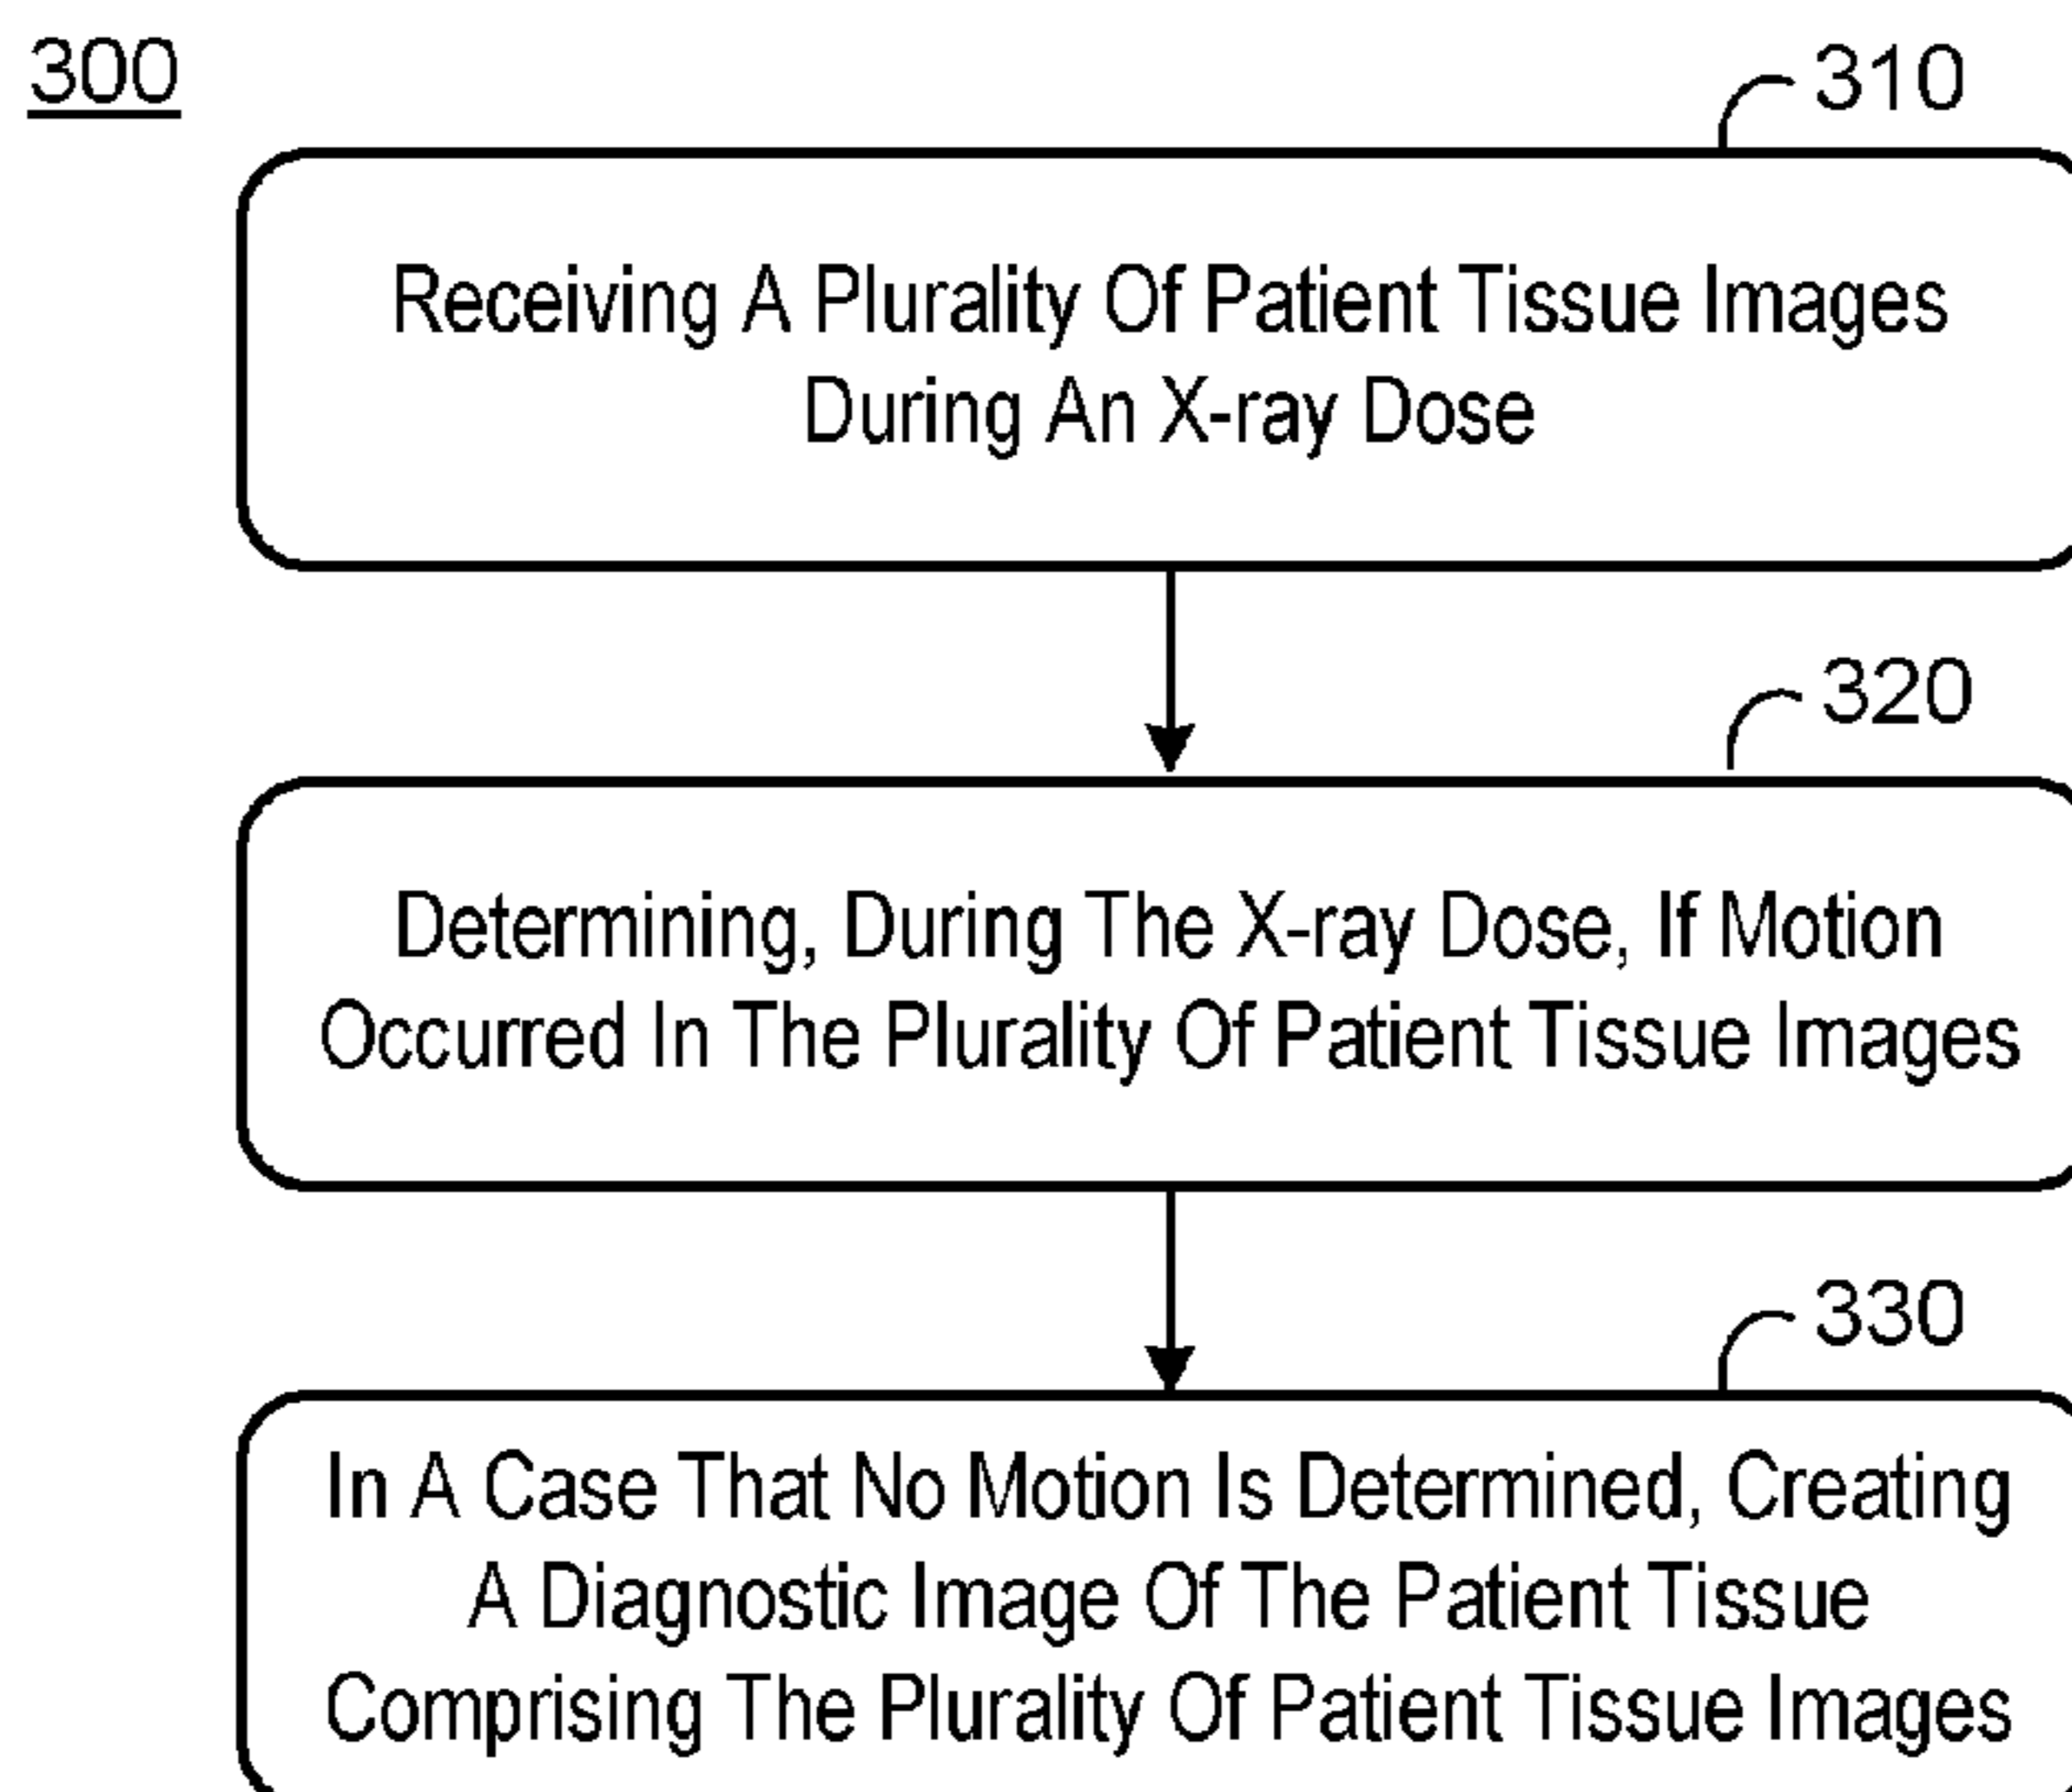 300
310
Receiving A Plurality Of Patient Tissue Images
During An X-ray Dose
320
Determining, During The X-ray Dose, If Motion
Occurred In The Plurality Of Patient Tissue Images
330
In A Case That No Motion Is Determined, Creating
A Diagnostic Image Of The Patient Tissue
Comprising The Plurality Of Patient Tissue Images